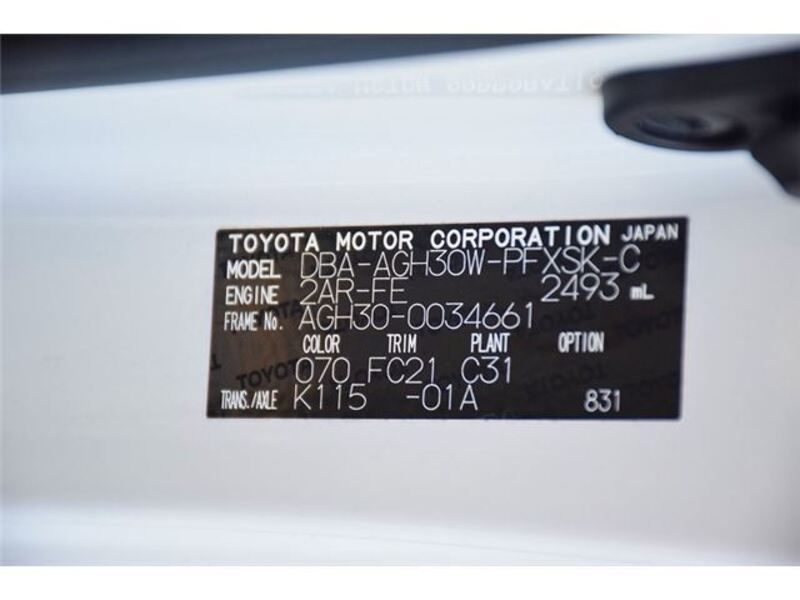 TOYOTA MOTOR CORPORATION JAPAN
MODEL DBA-AGH30W-PFXSK-C
ENGINE 2AR-FE 2493 mL
FRAME No. AGH30-0034661
COLOR TRIM PLANT OPTION
070 FC21 C31
TRANS./AXLE K115 -01A 831